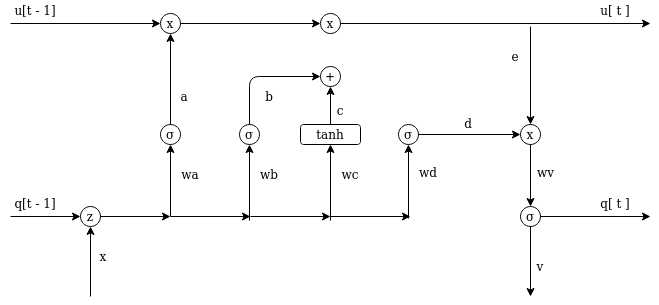 u[t - 1]
x
x
u[ t ]
e
+
a
b
c
σ
σ
tanh
σ
d
x
wa
wb
wc
wd
wv
q[t - 1]
z
σ
q[ t ]
x
v